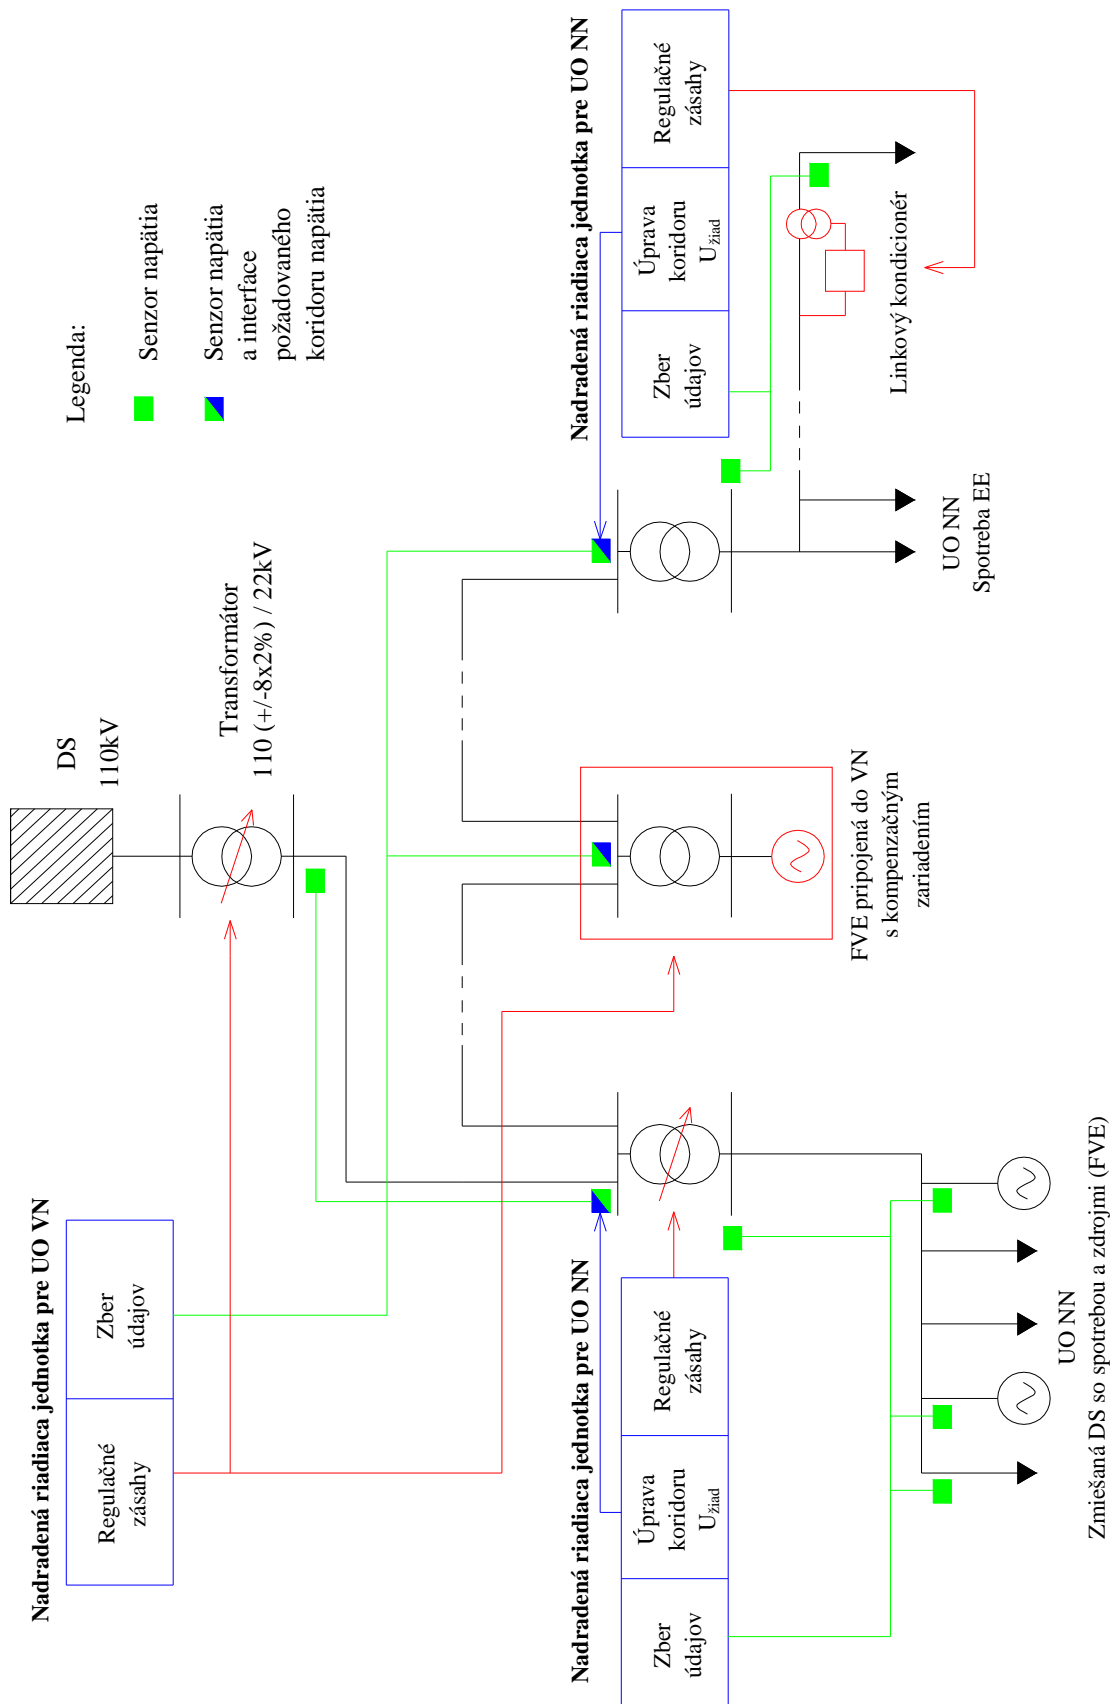 Nadradená riadiaca jednotka pre UO VN
Regulačné
zásahy
Zber
údajov
DS
110kV
Transformátor
110 (+/-8x2%) / 22kV
Legenda:
Senzor napätia
Senzor napätia
a interface
požadovaného
koridoru napätia
Nadradená riadiaca jednotka pre UO NN
Zber
údajov
Úprava
koridoru
Užiad
Regulačné
zásahy
Nadradená riadiaca jednotka pre UO NN
Zber
údajov
Úprava
koridoru
Užiad
Regulačné
zásahy
FVE pripojená do VN
s kompenzačným
zariadením
Linkový kondicionér
UO NN
Spotreba EE
UO NN
Zmiešaná DS so spotrebou a zdrojmi (FVE)